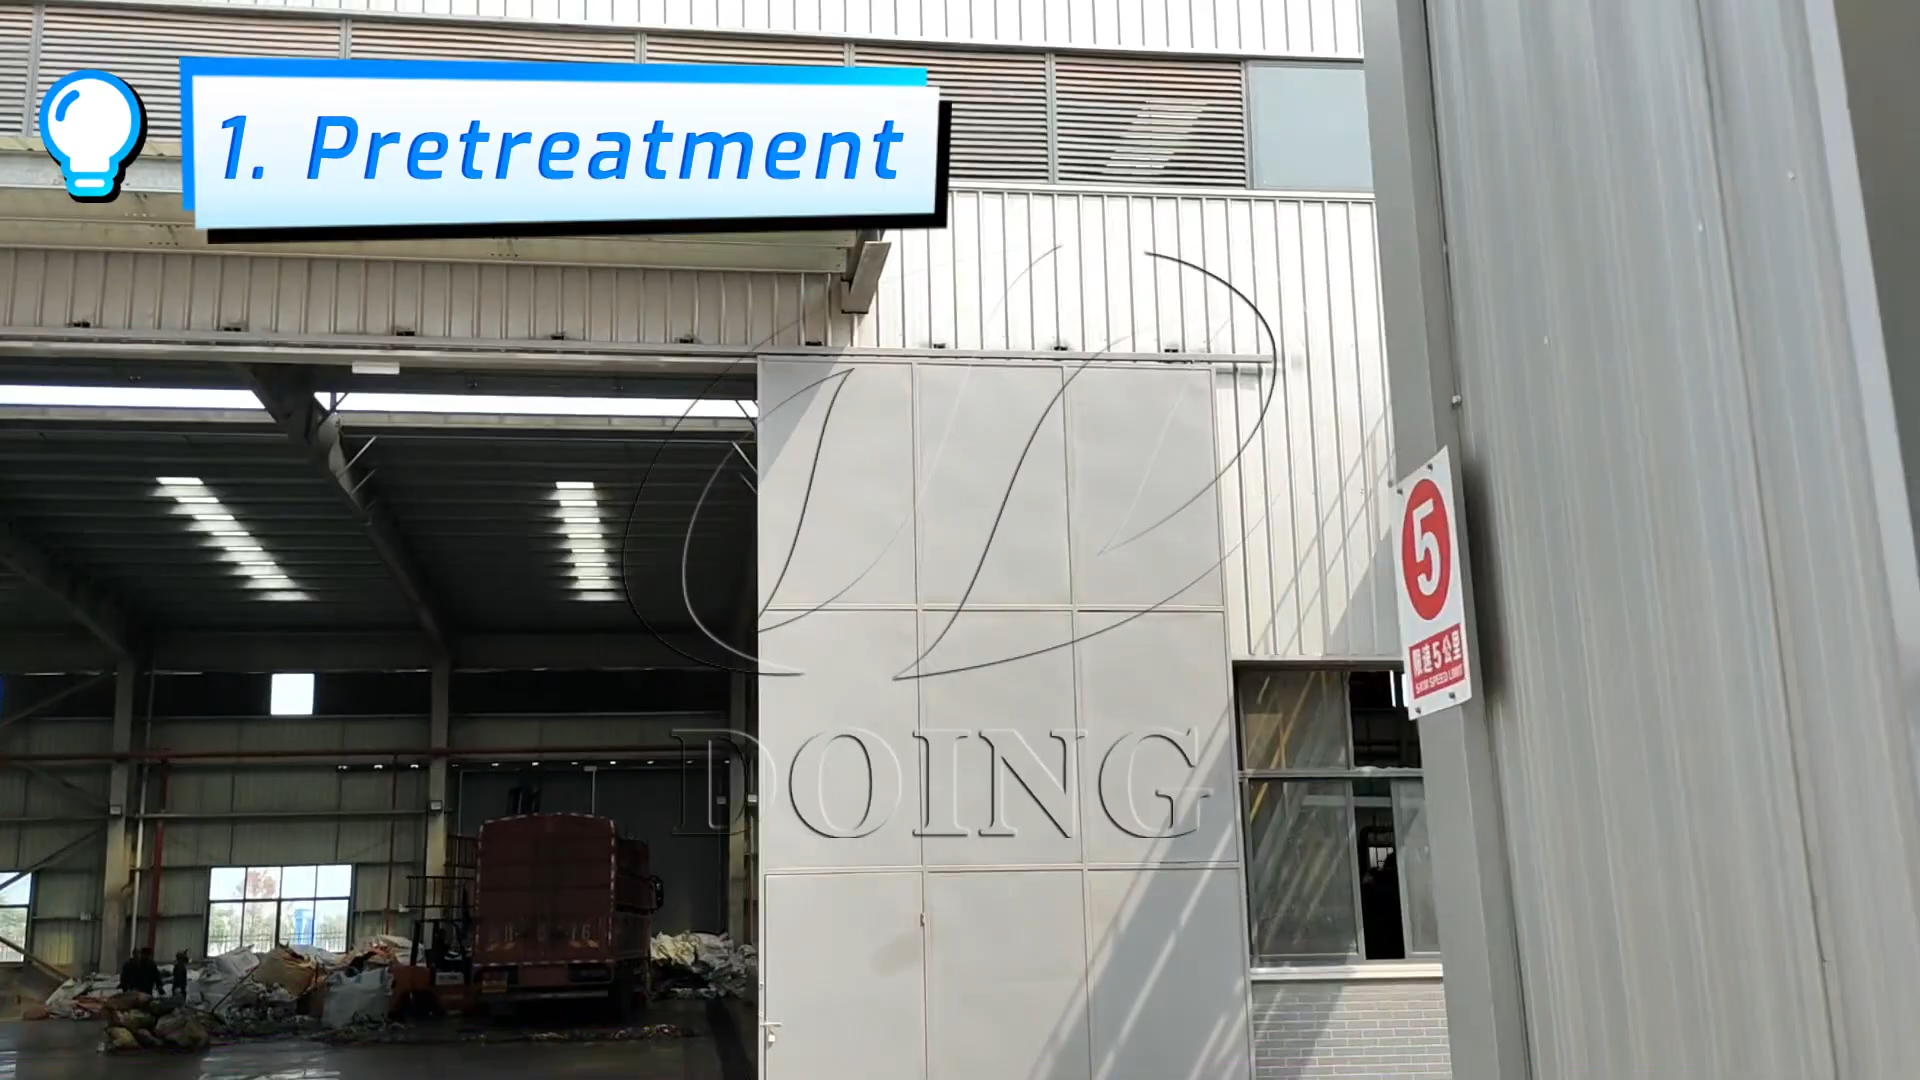 1. Pretreatment
DOING
5
限速5公里
5KM SPEED LIMIT